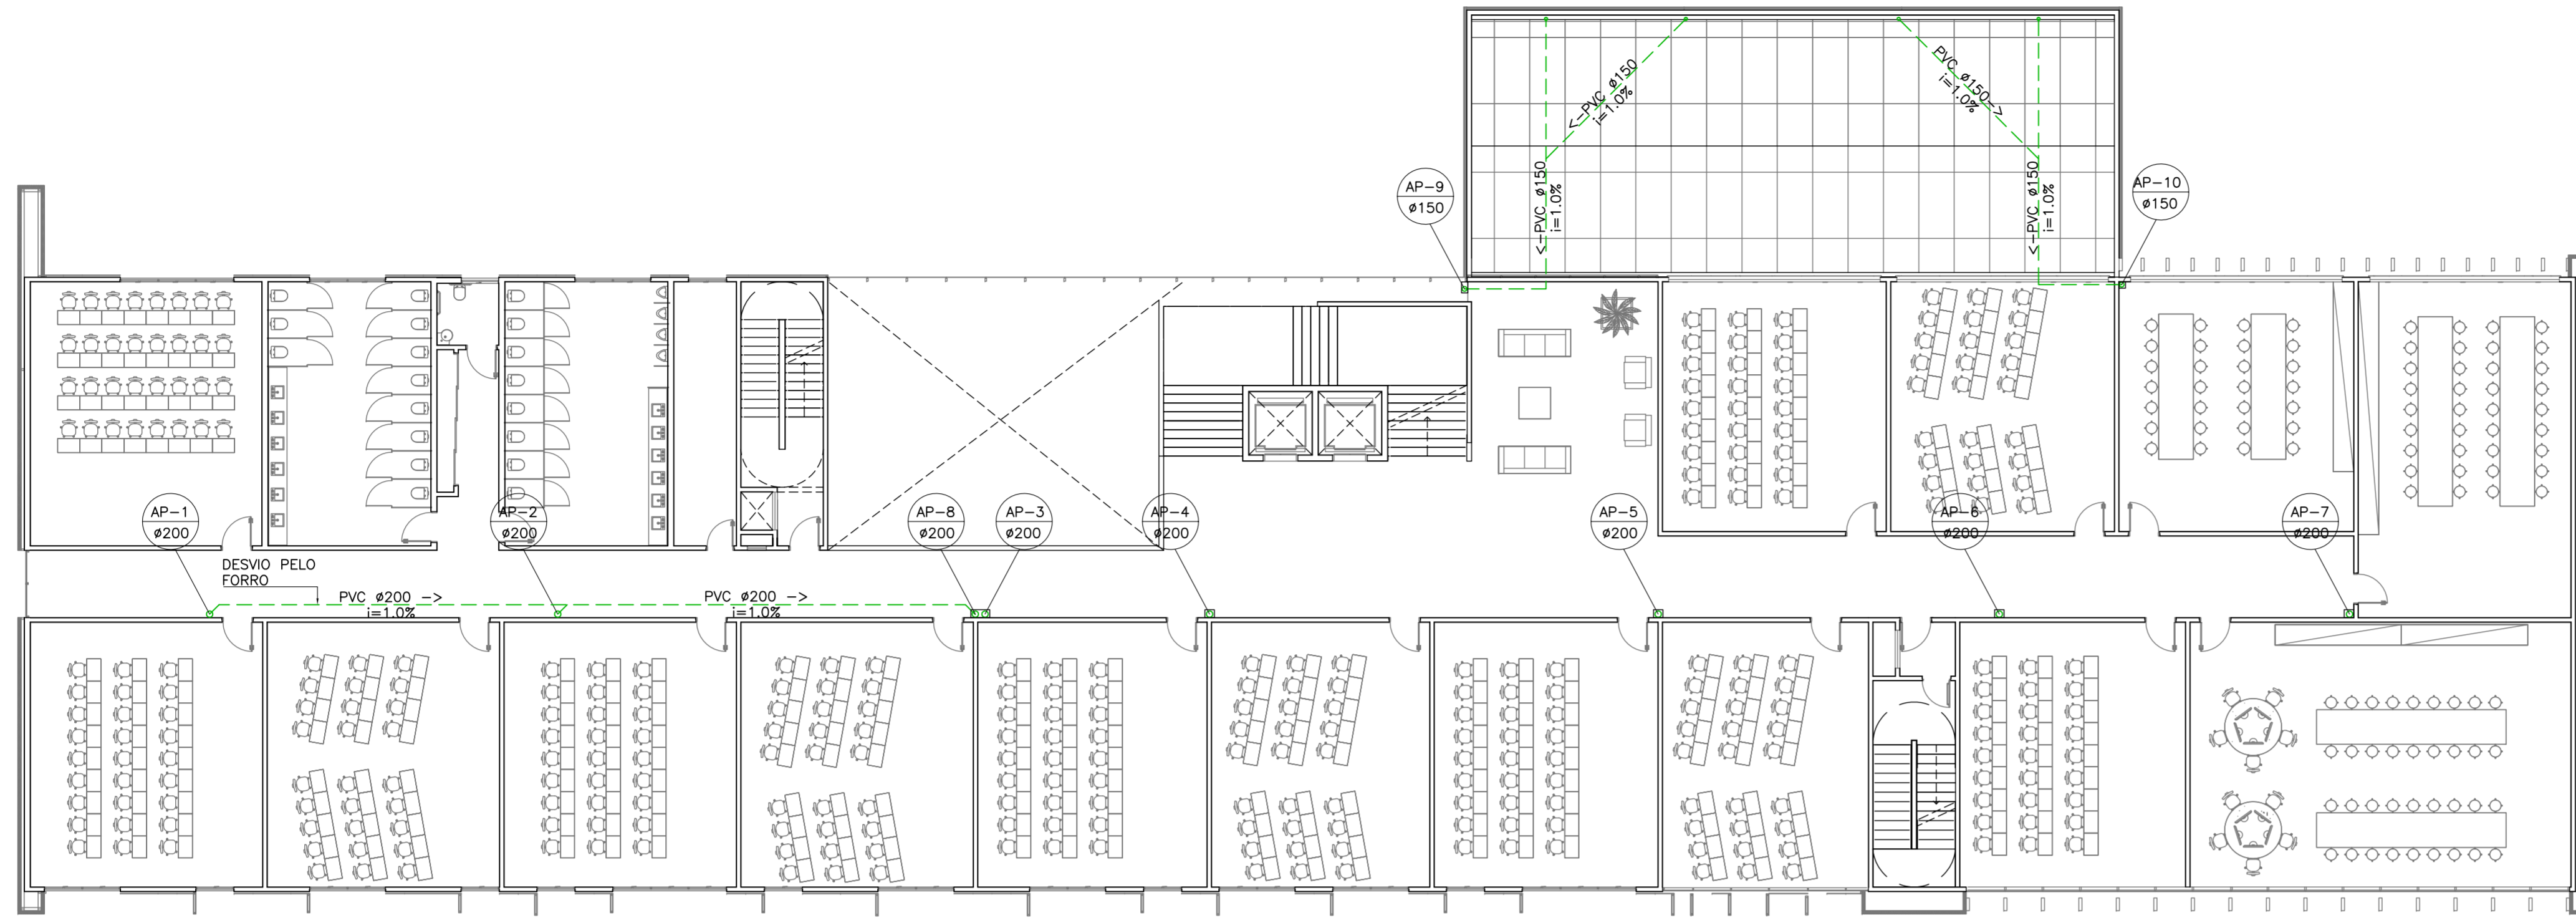 PVC ø150
i=1.0%
<-PVC ø150
i=1.0%
PVC ø150->
i=1.0%
<-PVC ø150
i=1.0%
AP-9
ø150
AP-10
ø150
AP-1
ø200
AP-2
ø200
AP-8
ø200
AP-3
ø200
AP-4
ø200
AP-5
ø200
AP-6
ø200
AP-7
ø200
DESVIO PELO
FORRO
PVC ø200 ->
i=1.0%
PVC ø200 ->
i=1.0%